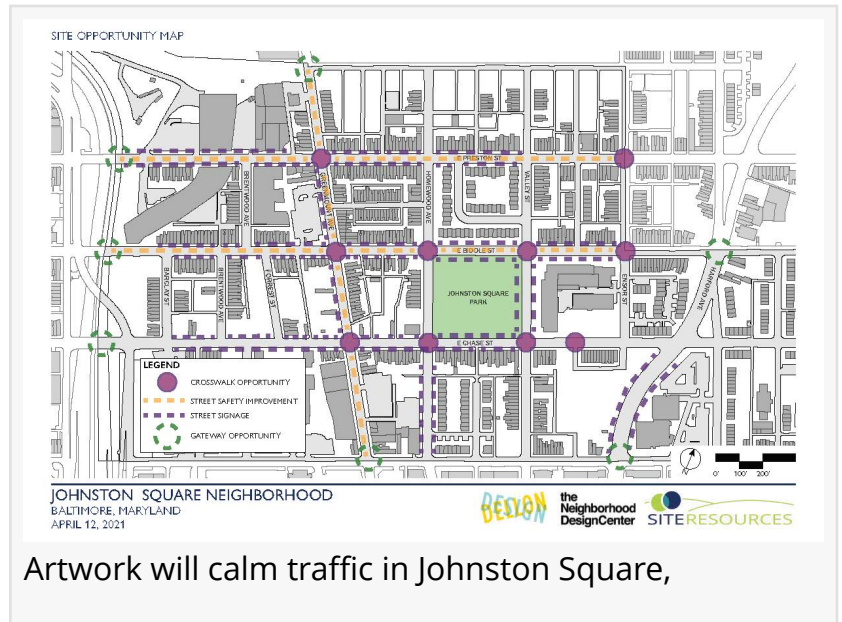 SITE OPPORTUNITY MAP
E PRESTON ST
BRENTWOOD AVE
GREENMOUNT AVE
HOMEWOOD AVE
VALLEY ST
E BIDDLE ST
BARCLAY ST
BRENTWOOD AVE
FORREST ST
JOHNSTON SQUARE
PARK
ENSOR ST
HARFORD AVE
E CHASE ST
LEGEND
CROSSWALK OPPORTUNITY
STREET SAFETY IMPROVEMENT
STREET SIGNAGE
GATEWAY OPPORTUNITY
0' 100' 200'
JOHNSTON SQUARE NEIGHBORHOOD
BALTIMORE, MARYLAND
APRIL 12, 2021
DESIGN
the
Neighborhood
DesignCenter
SITERESOURCES
Artwork will calm traffic in Johnston Square,